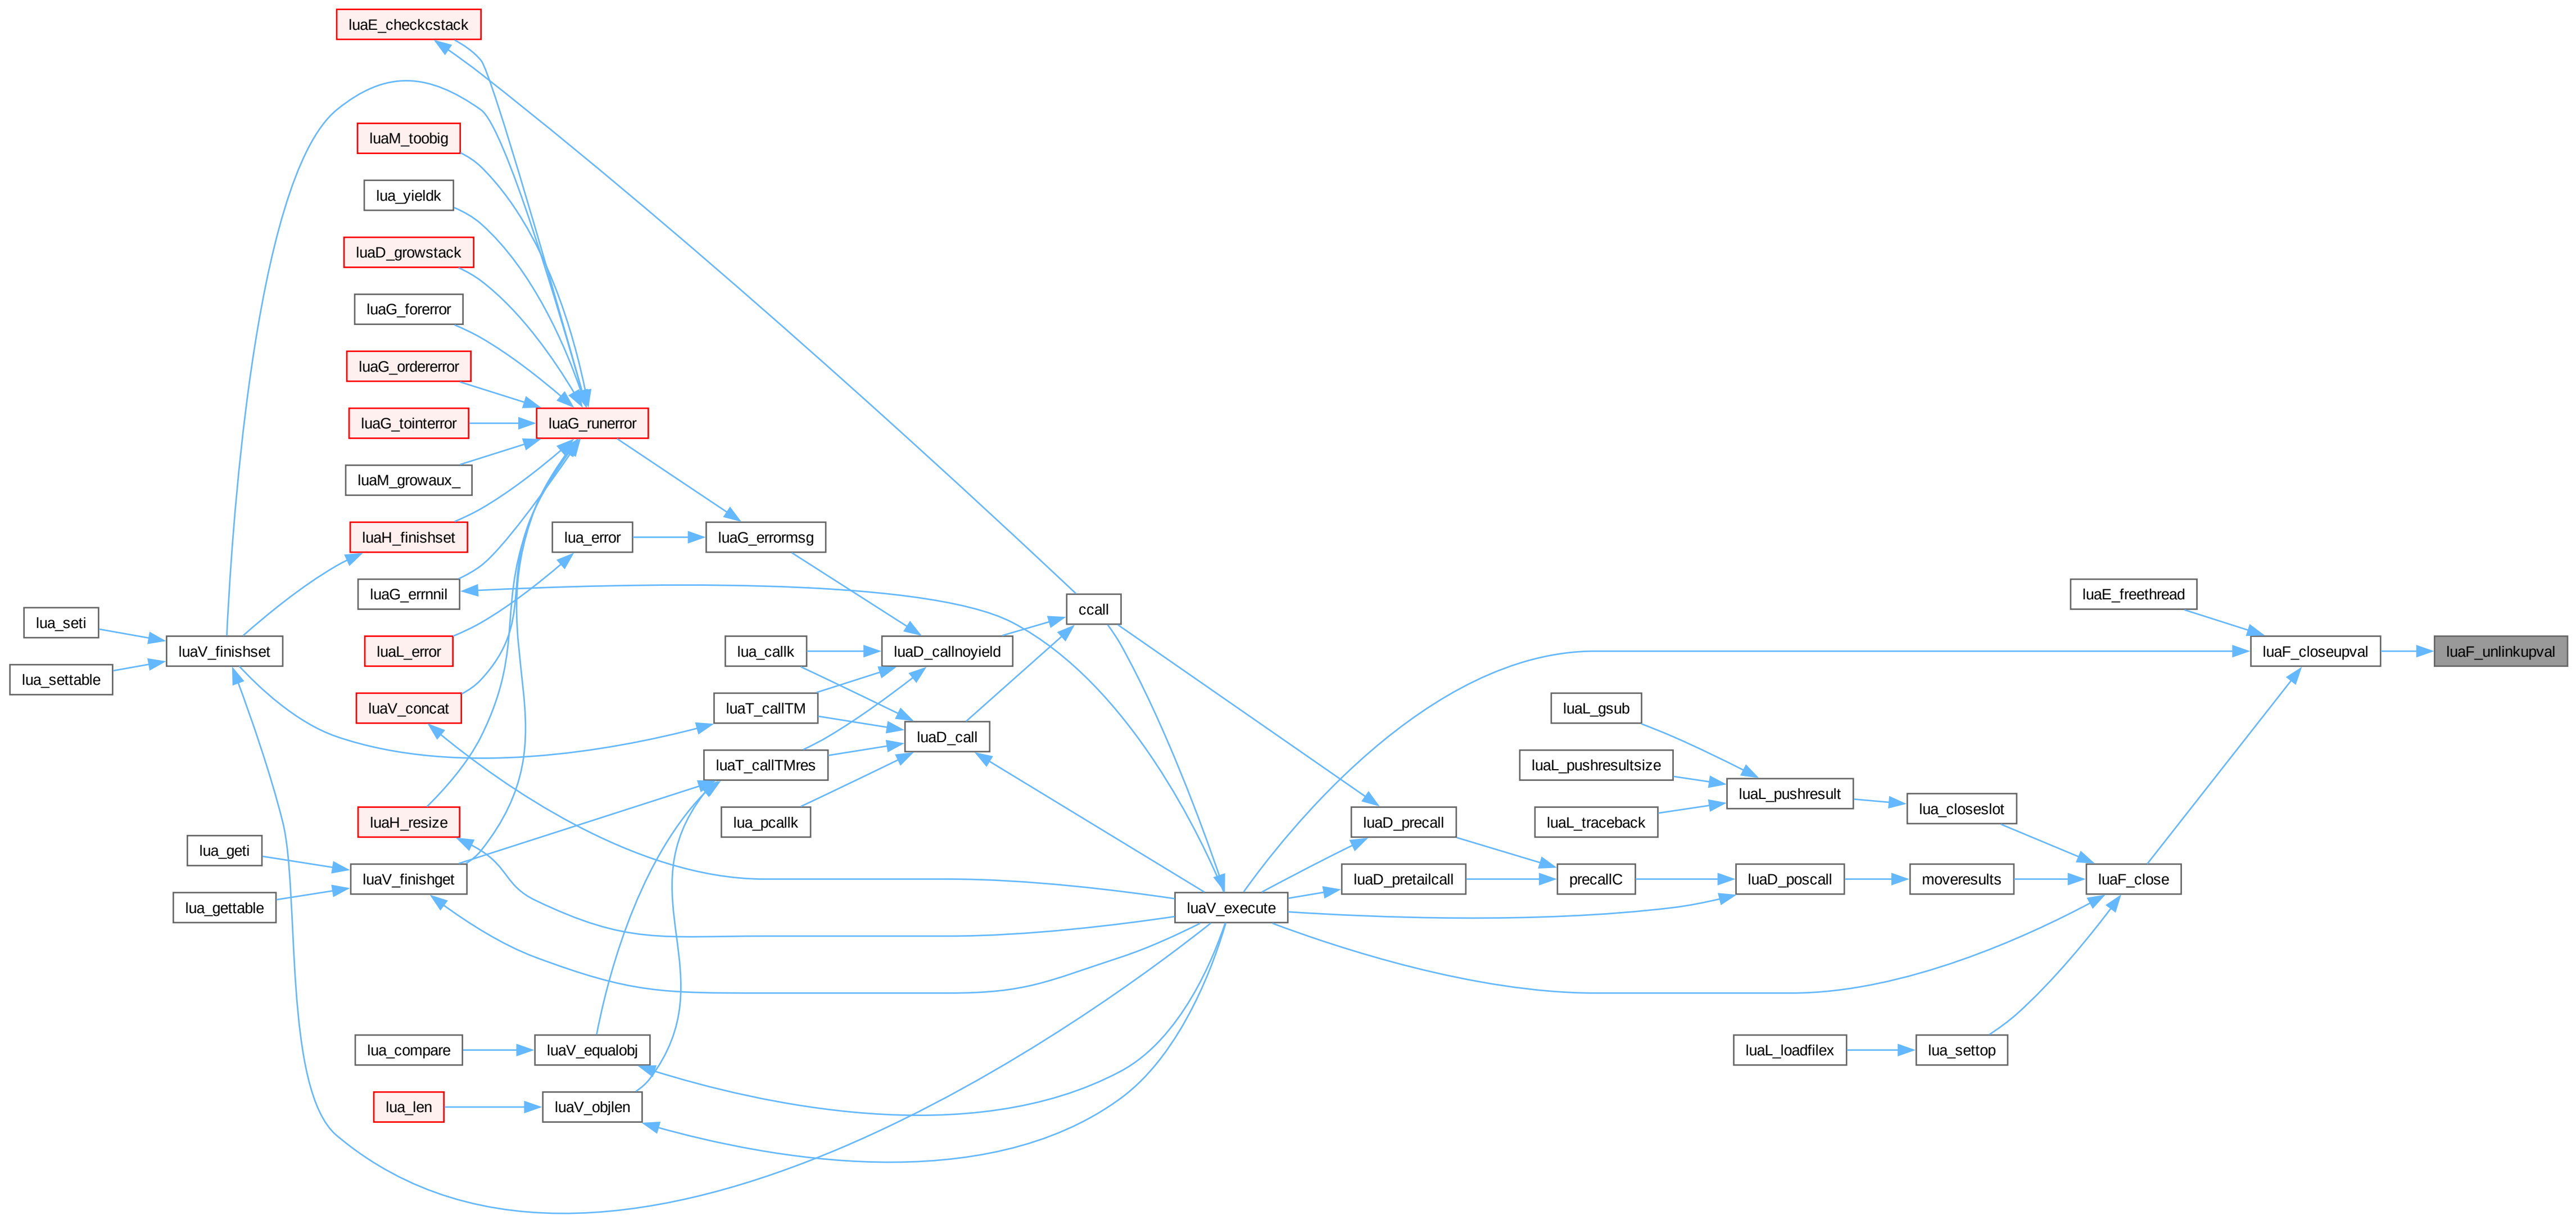 luaE_checkcstack
luaM_toobig
lua_yieldk
luaD_growstack
luaG_forerror
luaG_ordererror
luaG_runerror
luaG_tointerror
luaM_growaux_
luaH_finishset
lua_error
luaG_errormsg
luaG_errnnil
luaE_freethread
ccall
lua_seti
luaV_finishset
luaL_error
lua_callk
luaD_callnoyield
luaF_closeupval
luaF_unlinkupval
lua_settable
luaV_concat
luaT_callTM
luaL_gsub
luaD_call
luaT_callTMres
luaL_pushresultsize
luaL_pushresult
lua_closeslot
luaH_resize
lua_pcallk
luaD_precall
luaL_traceback
lua_geti
luaV_finishget
luaD_pretailcall
precallC
luaD_poscall
moveresults
luaF_close
lua_gettable
luaV_execute
lua_compare
luaV_equalobj
luaL_loadfilex
lua_settop
lua_len
luaV_objlen